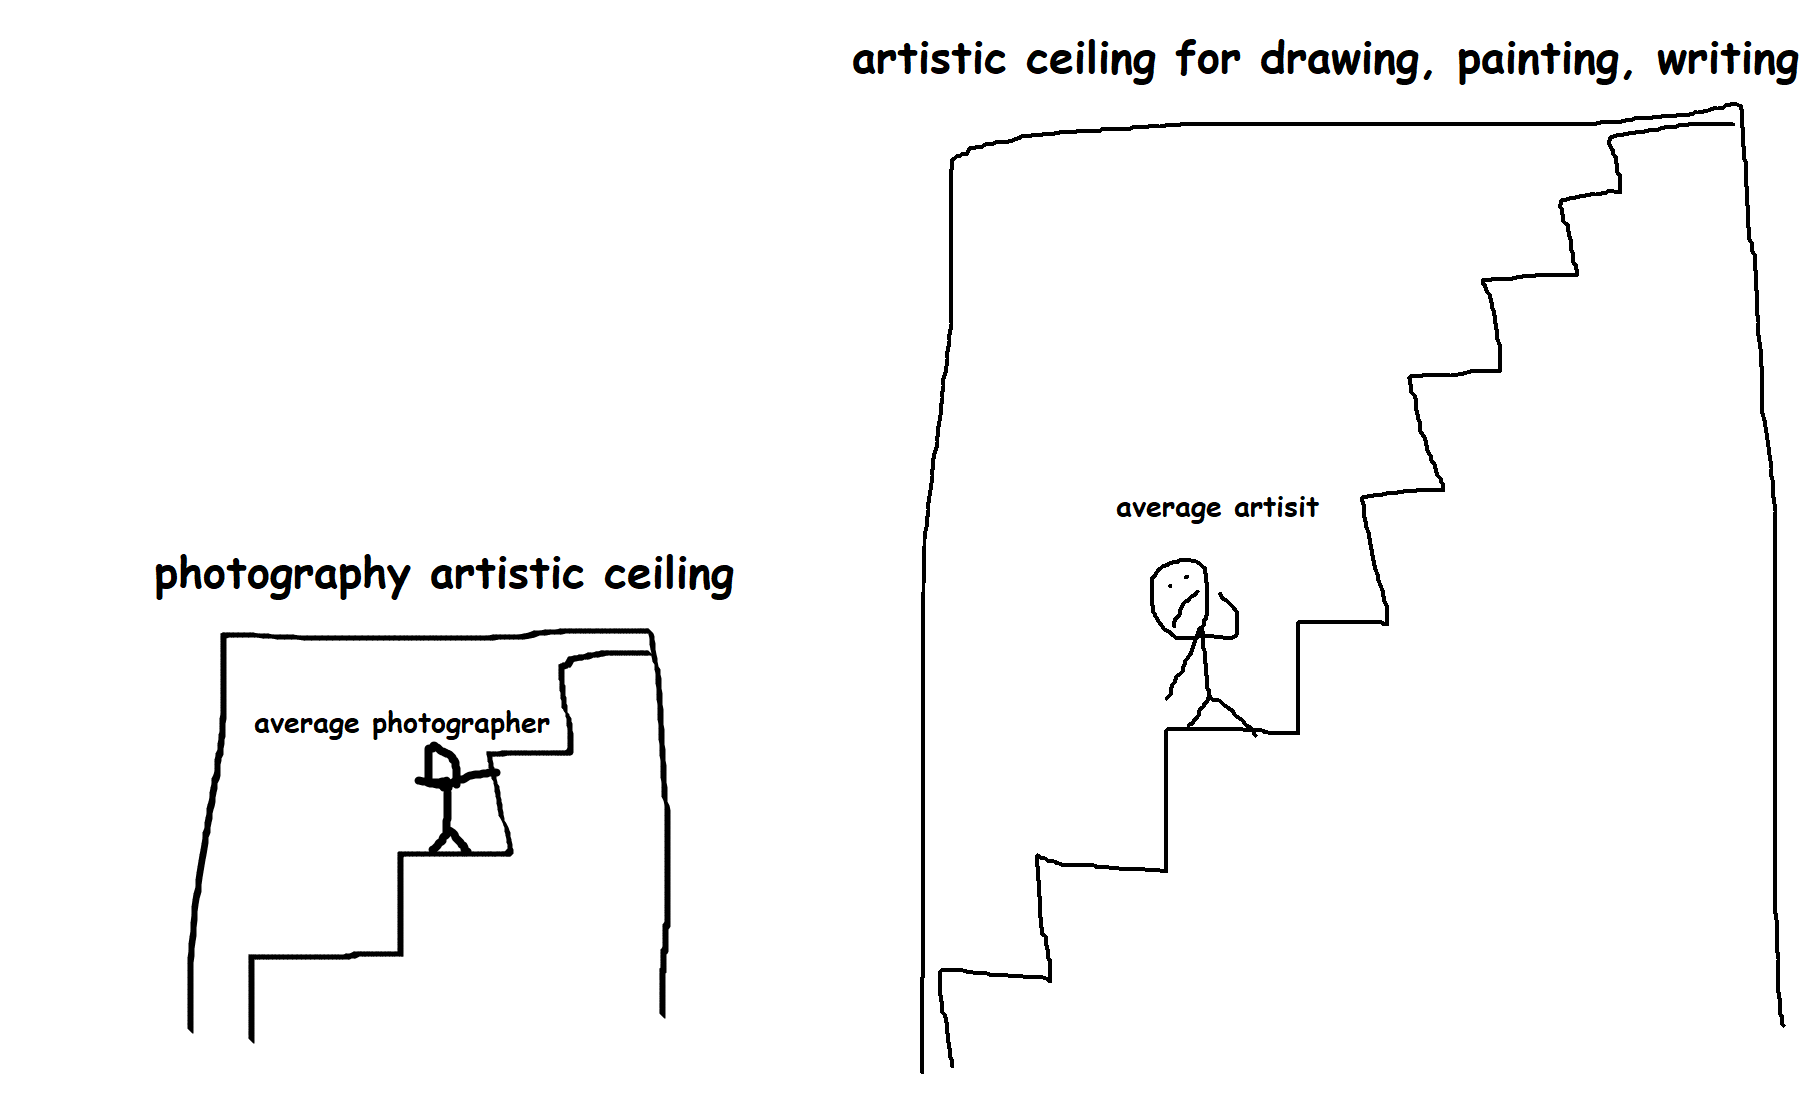 artistic ceiling for drawing, painting, writing
average artisit
photography artistic ceiling
average photographer